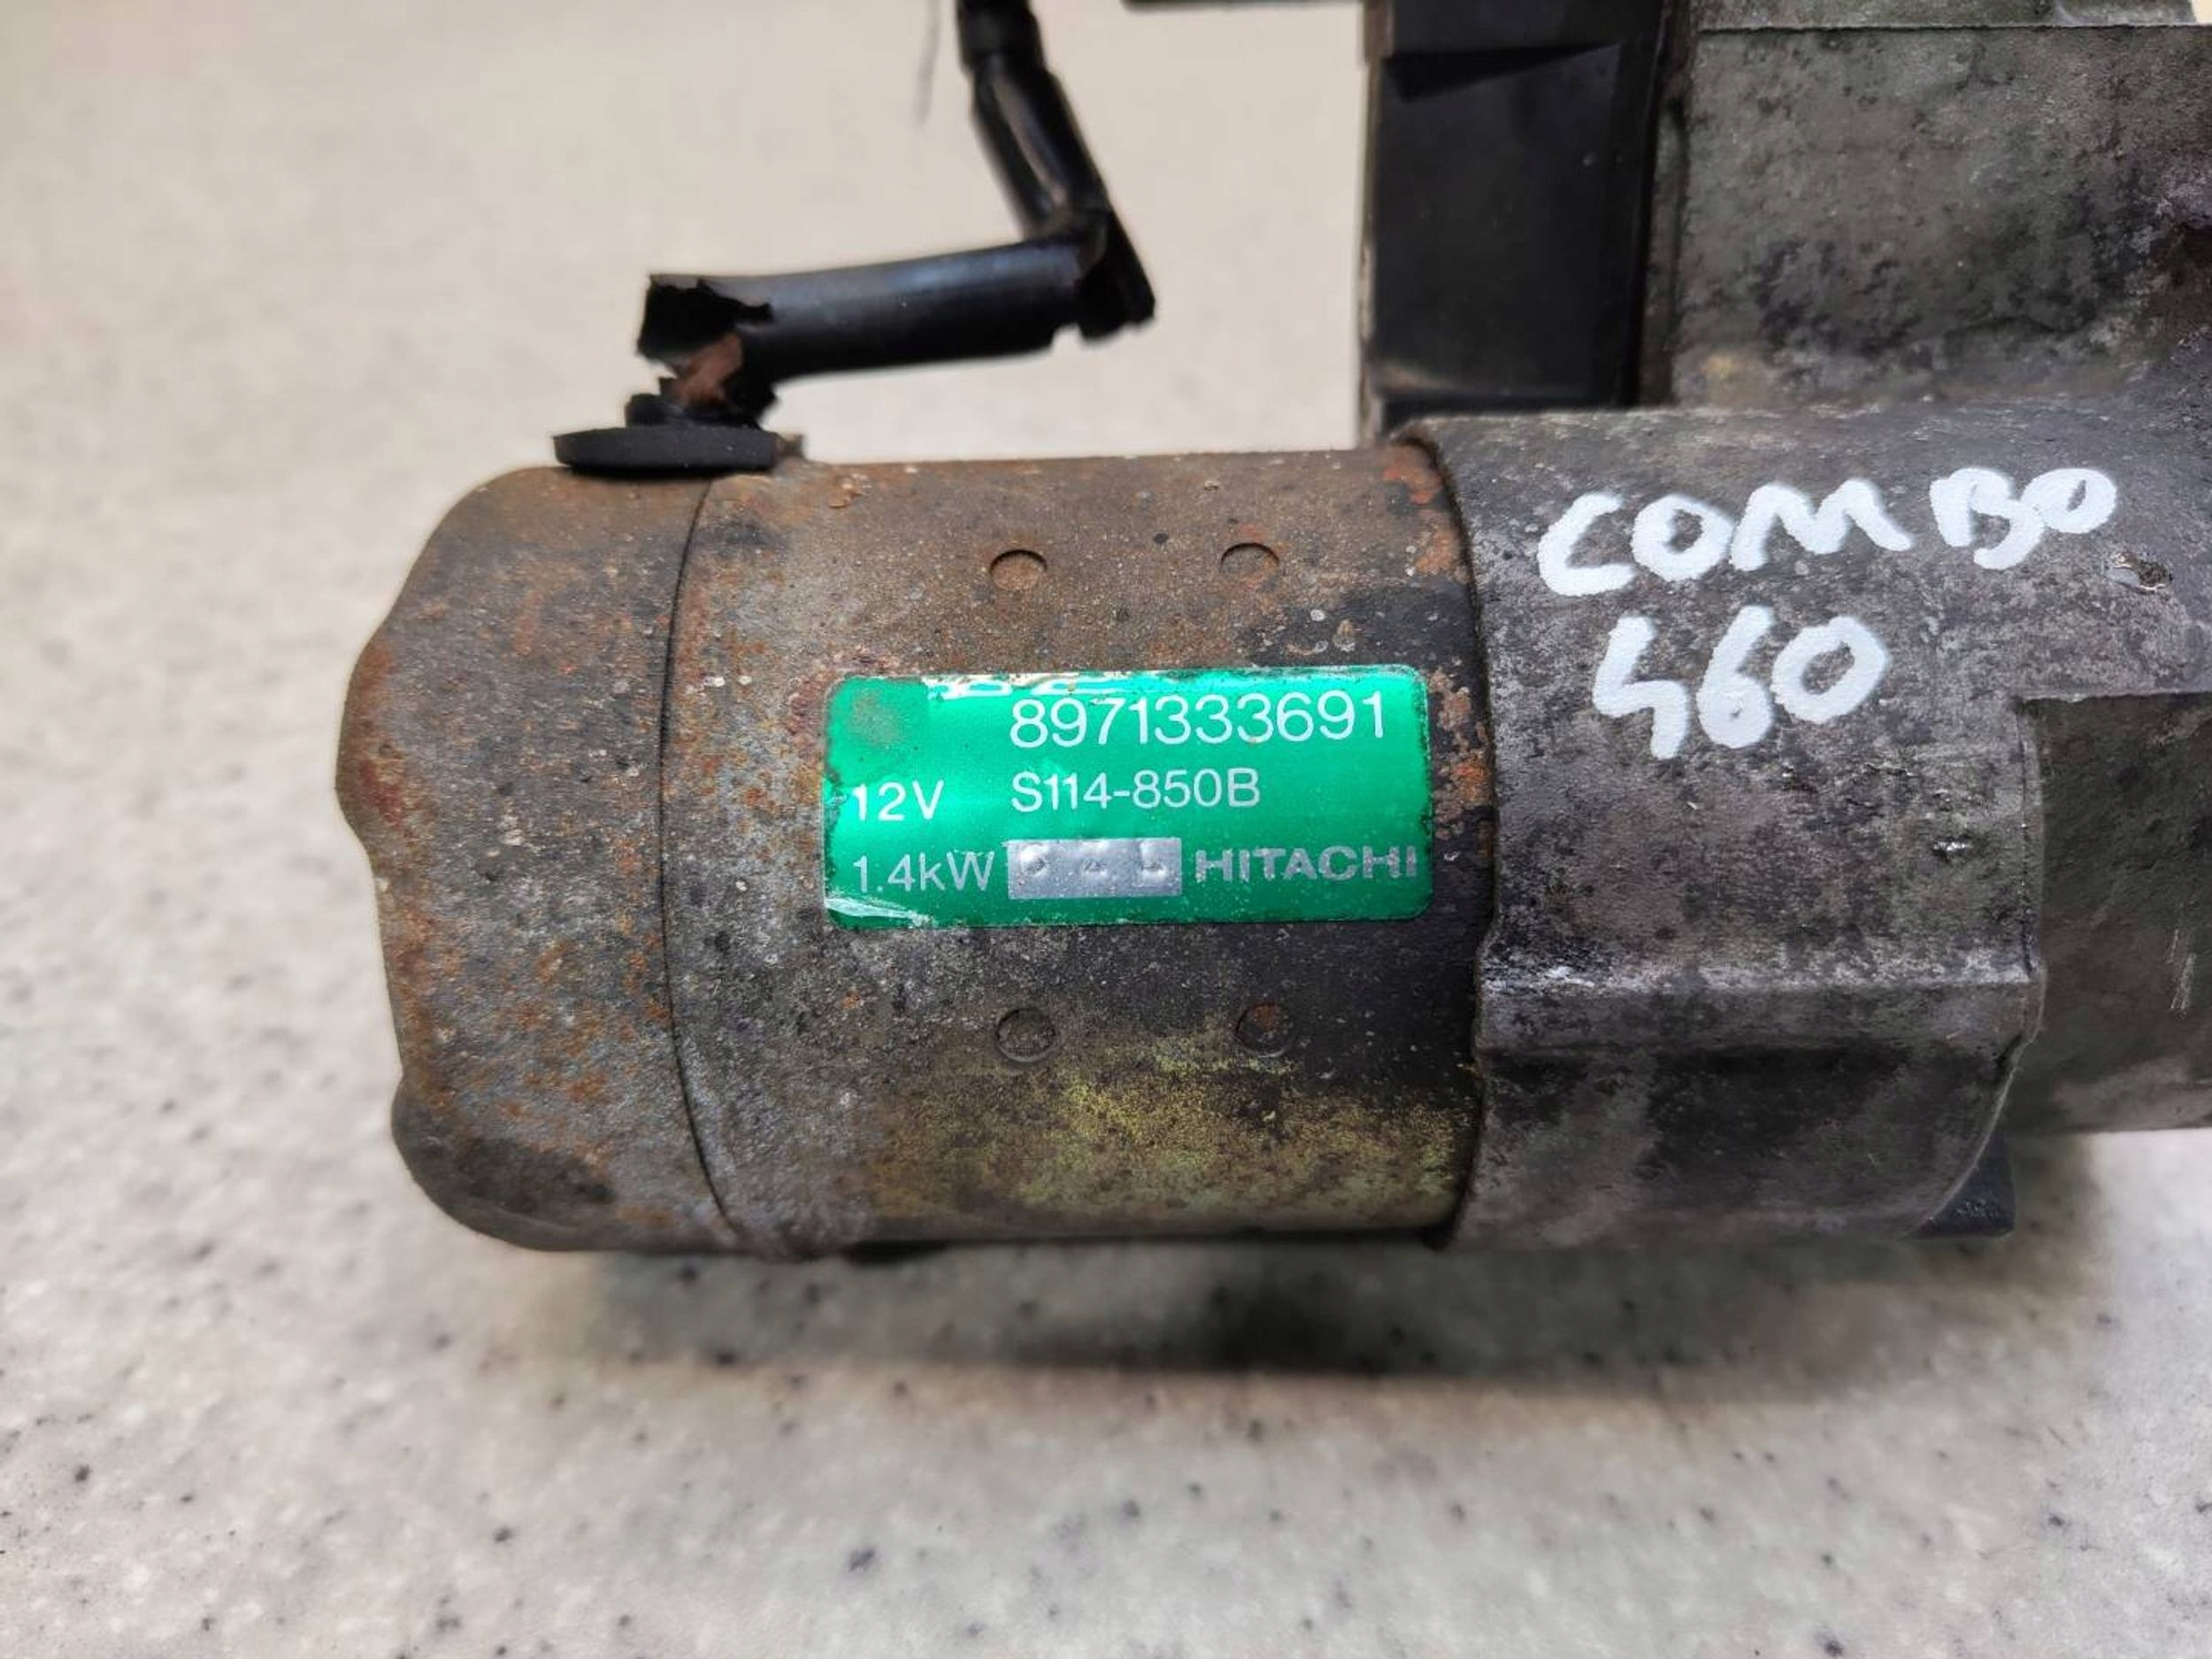 COMBO
460
8971333691
12V S114-850B
1.4kW HITACHI